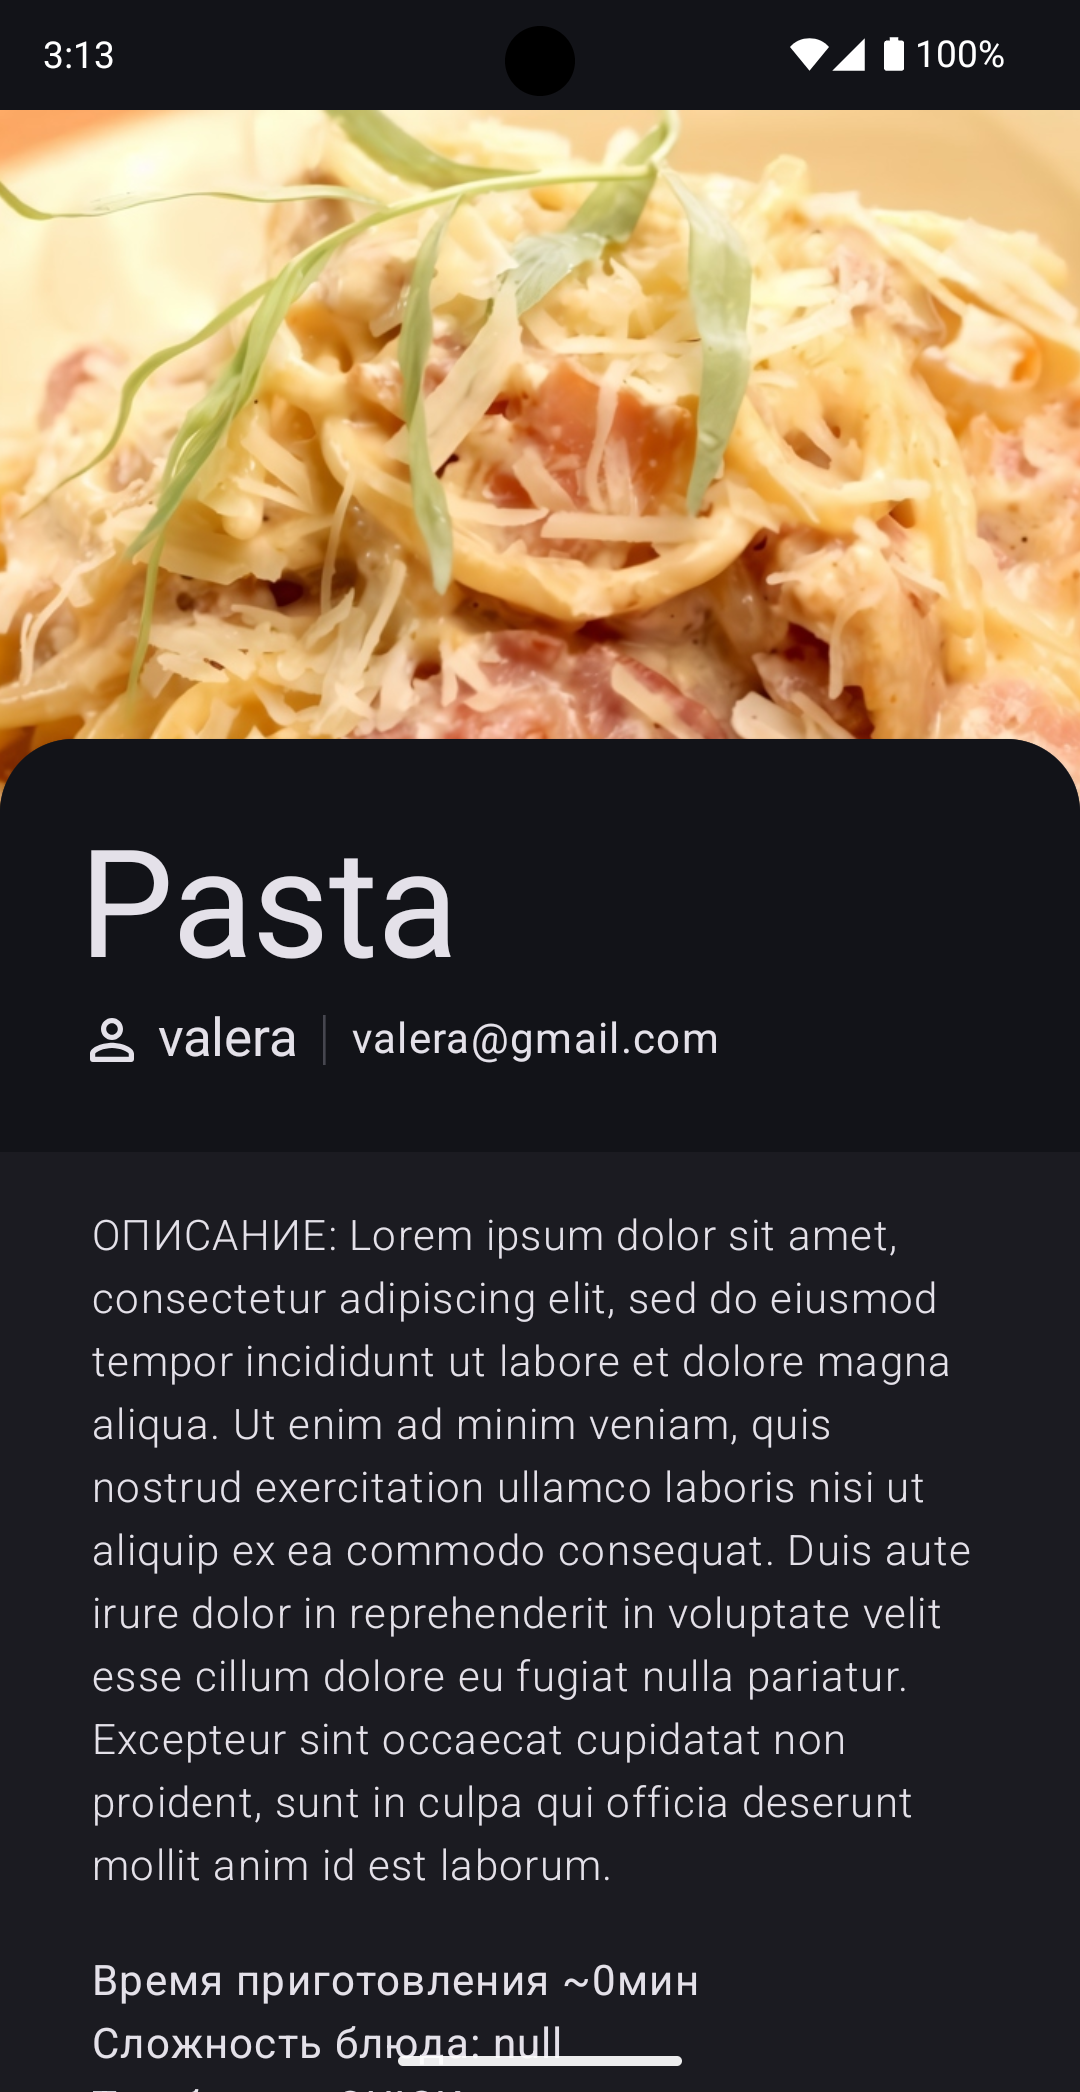 3:13
100%
Pasta
valera
valera@gmail.com
ОПИСАНИЕ: Lorem ipsum dolor sit amet,
consectetur adipiscing elit, sed do eiusmod
tempor incididunt ut labore et dolore magna
aliqua. Ut enim ad minim veniam, quis
nostrud exercitation ullamco laboris nisi ut
aliquip ex ea commodo consequat. Duis aute
irure dolor in reprehenderit in voluptate velit
esse cillum dolore eu fugiat nulla pariatur.
Excepteur sint occaecat cupidatat non
proident, sunt in culpa qui officia deserunt
mollit anim id est laborum.
Время приготовления ~0мин
Сложность блюда: null